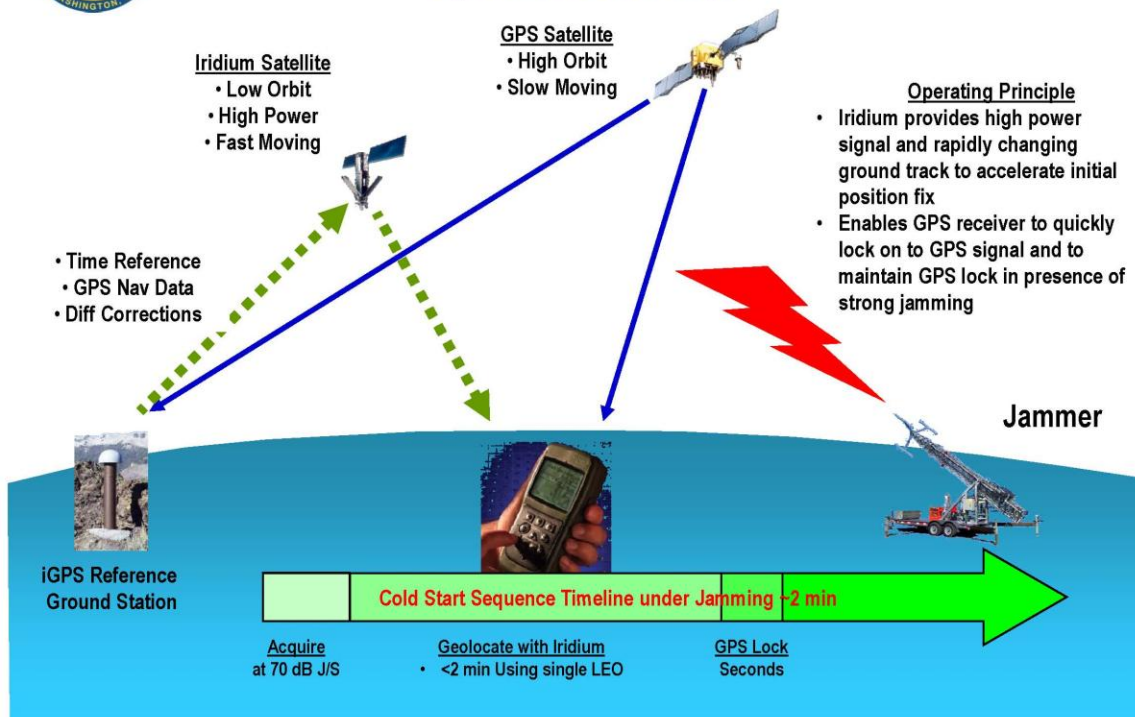 WASHINGTON,
Iridium Satellite
• Low Orbit
• High Power
• Fast Moving
GPS Satellite
• High Orbit
• Slow Moving
Operating Principle
• Iridium provides high power
signal and rapidly changing
ground track to accelerate initial
position fix
• Enables GPS receiver to quickly
lock on to GPS signal and to
maintain GPS lock in presence of
strong jamming
• Time Reference
• GPS Nav Data
• Diff Corrections
Jammer
iGPS Reference
Ground Station
Cold Start Sequence Timeline under Jamming ~2 min
Acquire
at 70 dB J/S
Geolocate with Iridium
• <2 min Using single LEO
GPS Lock
Seconds